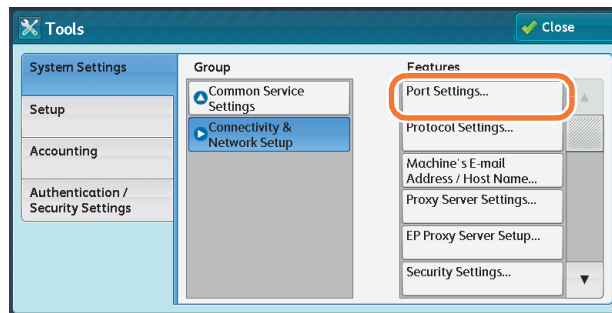 Tools
Close
System Settings
Setup
Accounting
Authentication /
Security Settings
Group
Common Service
Settings
Connectivity &
Network Setup
Features
Port Settings...
Protocol Settings...
Machine's E-mail
Address / Host Name...
Proxy Server Settings...
EP Proxy Server Setup...
Security Settings...